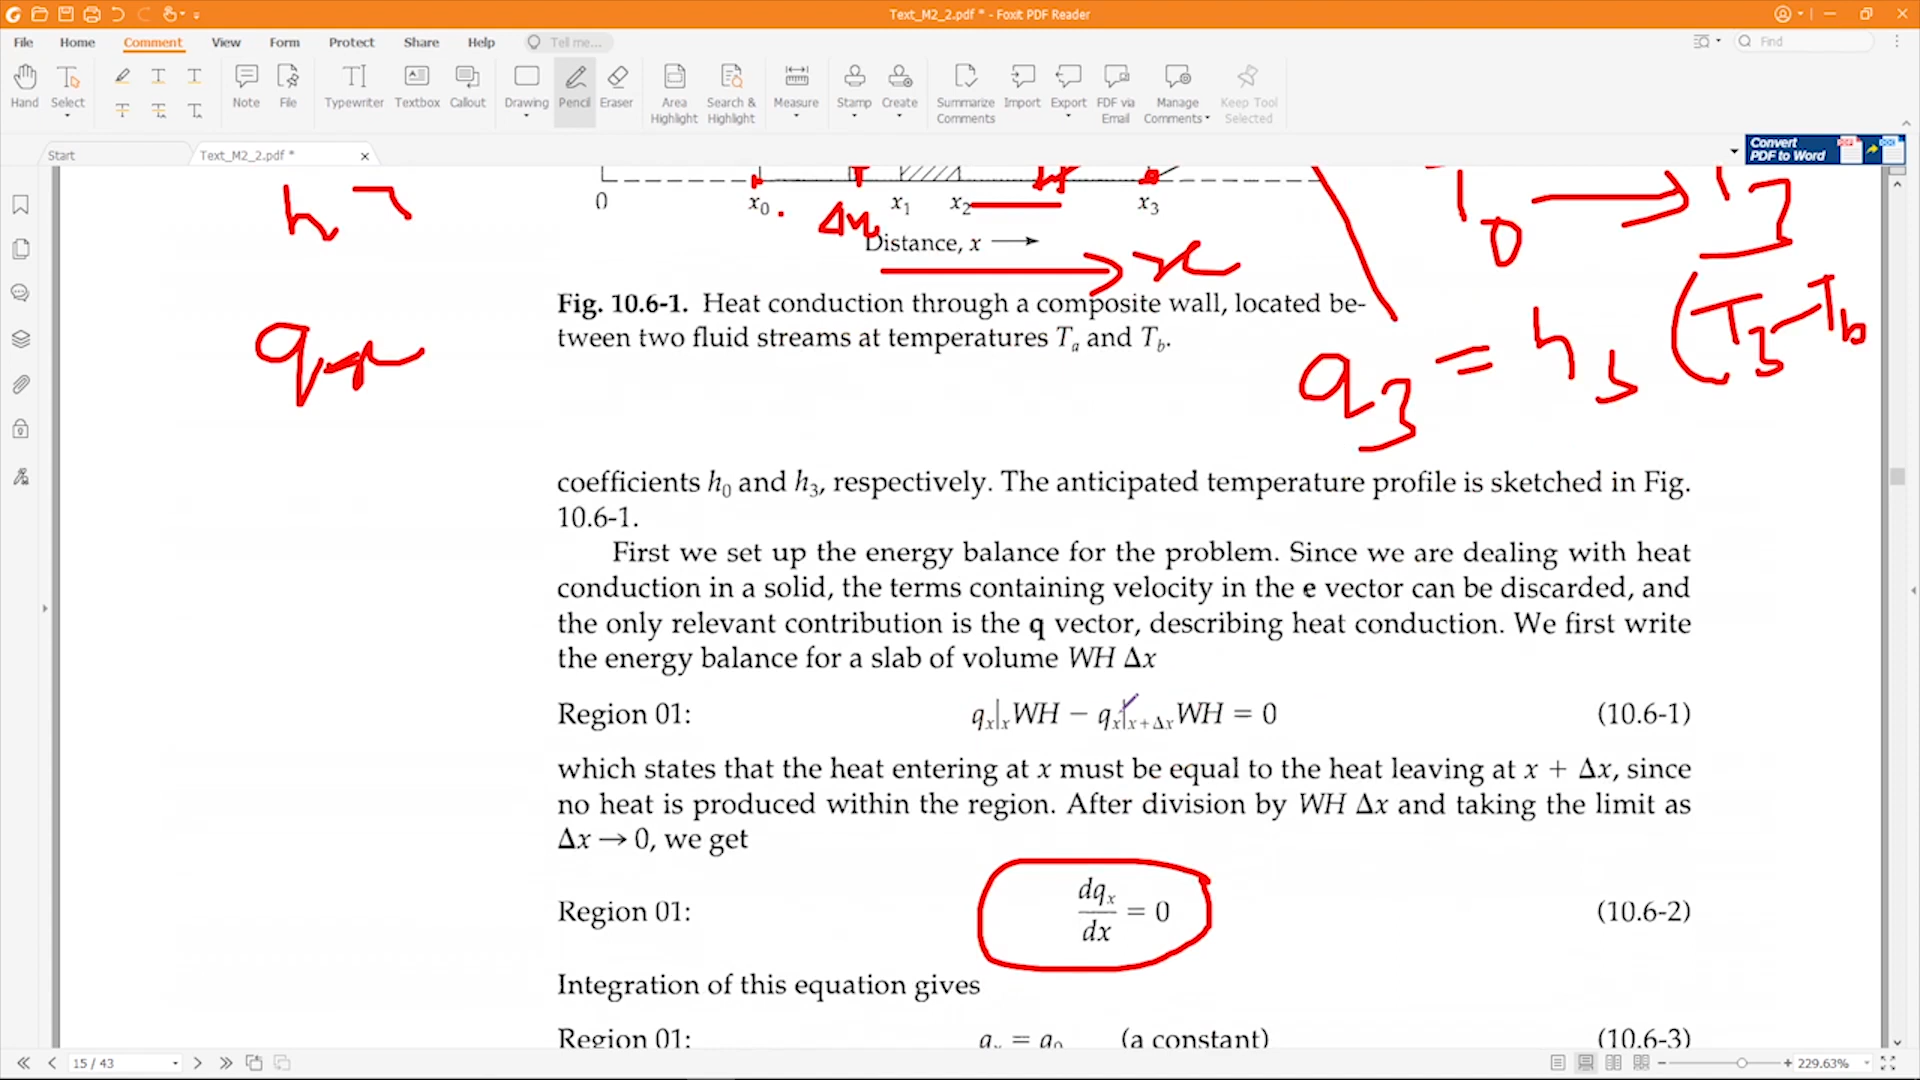 Text_M2_2.pdf * - Foxit PDF Reader
File Home Comment View Form Protect Share Help Tell me... Find
Hand Select Note File Typewriter Textbox Callout Drawing Pencil Eraser Area Highlight Search & Highlight Measure Stamp Create Summarize Comments Import Export FDF via Email Manage Comments Keep Tool Selected
Start Text_M2_2.pdf * Convert PDF to Word
0 x₀ x₁ x₂ x₃
Δx
Distance, x ⟶
x
T₀ → T₃
Fig. 10.6-1. Heat conduction through a composite wall, located be-
tween two fluid streams at temperatures Tₐ and T_b.
qₓ
q₃ = h₃ (T₃ - T_b
coefficients h₀ and h₃, respectively. The anticipated temperature profile is sketched in Fig.
10.6-1.
First we set up the energy balance for the problem. Since we are dealing with heat
conduction in a solid, the terms containing velocity in the e vector can be discarded, and
the only relevant contribution is the q vector, describing heat conduction. We first write
the energy balance for a slab of volume WH Δx
Region 01: qₓ|ₓWH − qₓ|ₓ₊ΔₓWH = 0 (10.6-1)
which states that the heat entering at x must be equal to the heat leaving at x + Δx, since
no heat is produced within the region. After division by WH Δx and taking the limit as
Δx → 0, we get
Region 01: dqₓ/dx = 0 (10.6-2)
Integration of this equation gives
Region 01: qₓ = q₀ (a constant) (10.6-3)
15 / 43 229.63%